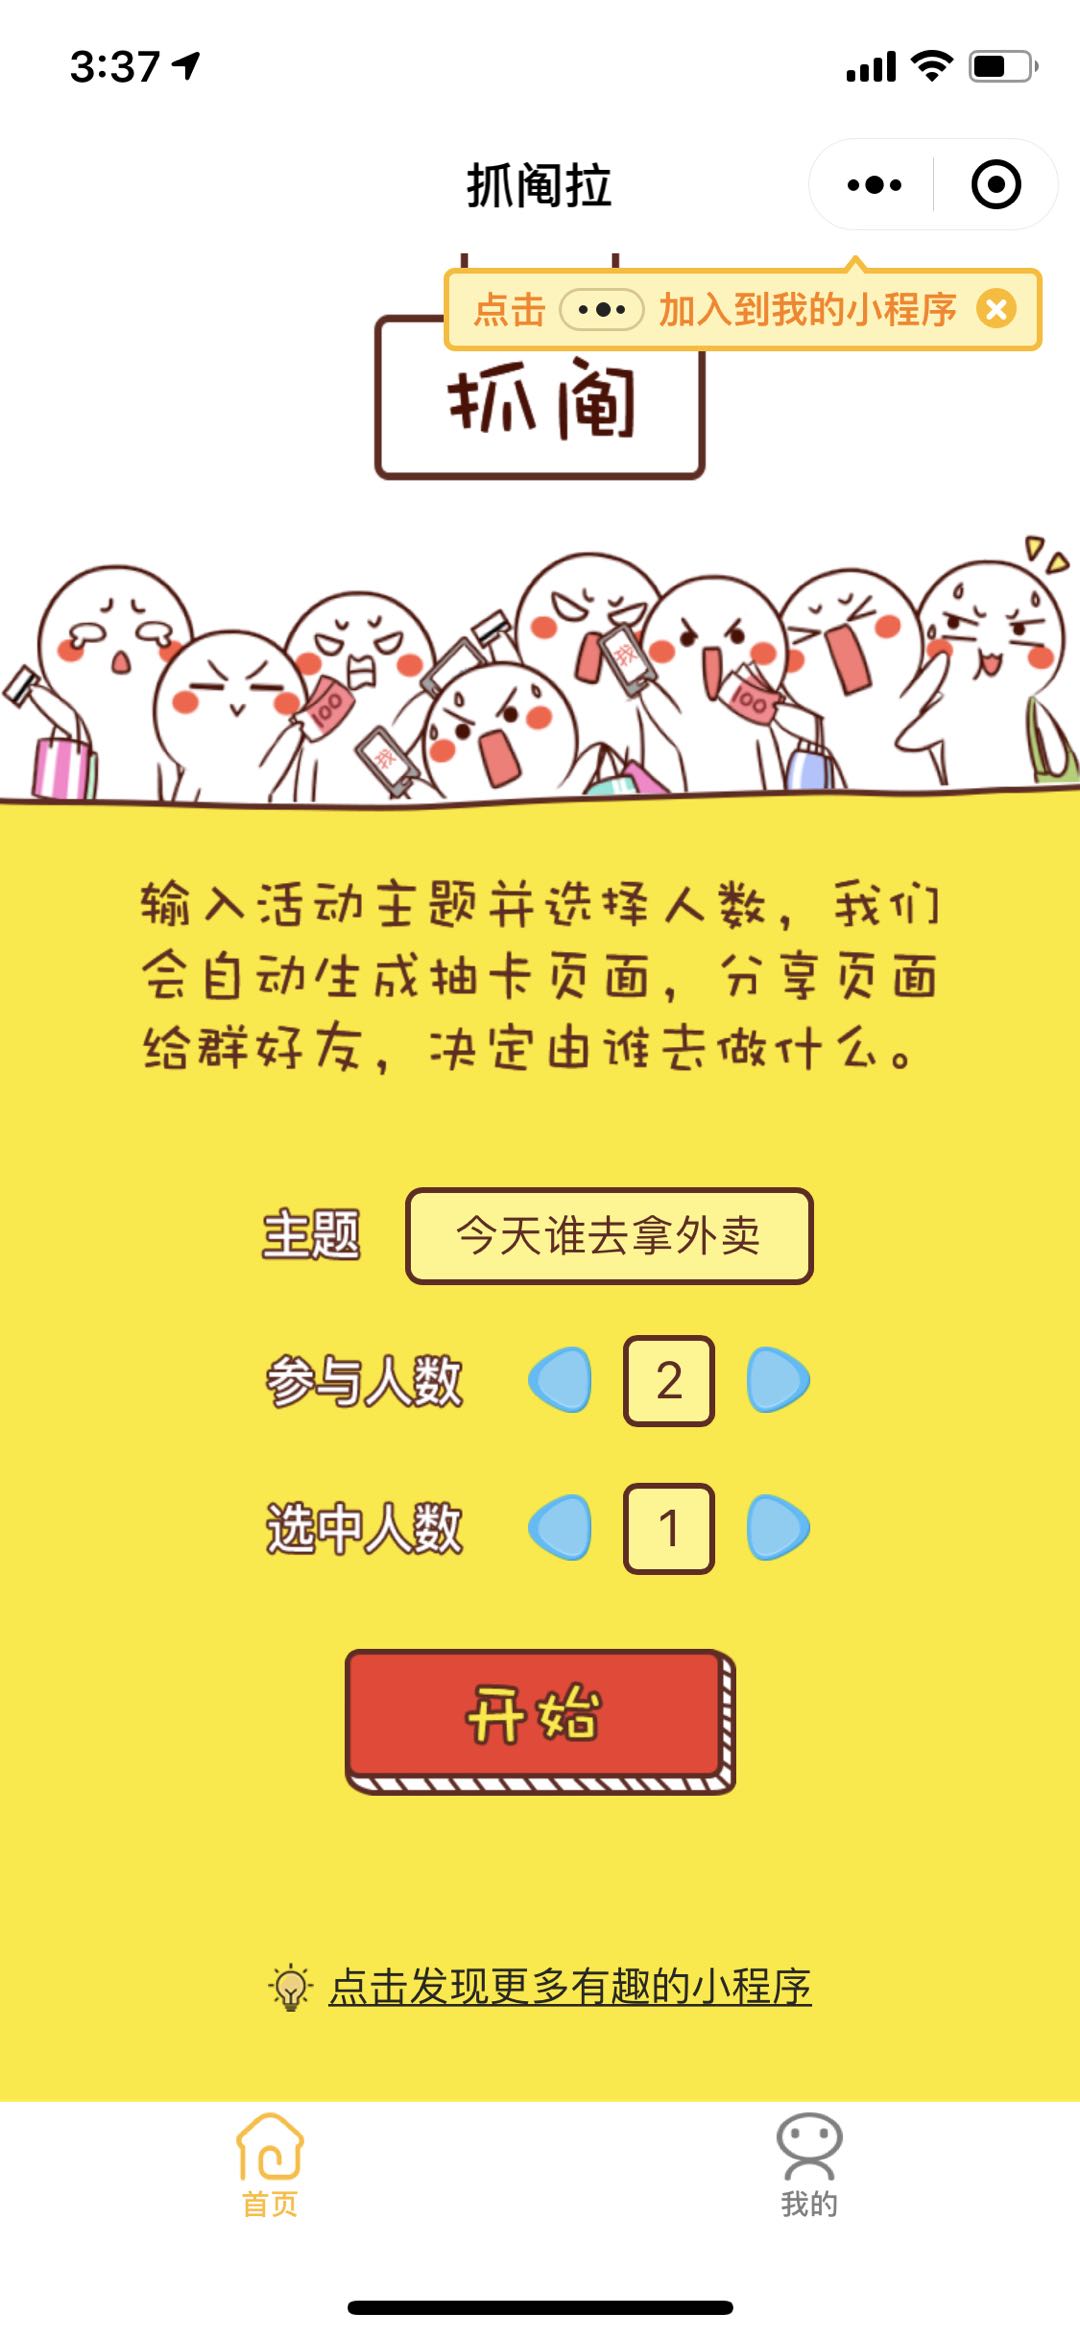 3:37
抓阄拉
点击 ••• 加入到我的小程序
抓阄
100
我
我
100
输入活动主题并选择人数，我们
会自动生成抽卡页面，分享页面
给群好友，决定由谁去做什么。
主题 今天谁去拿外卖
参与人数 2
选中人数 1
开始
点击发现更多有趣的小程序
首页 我的